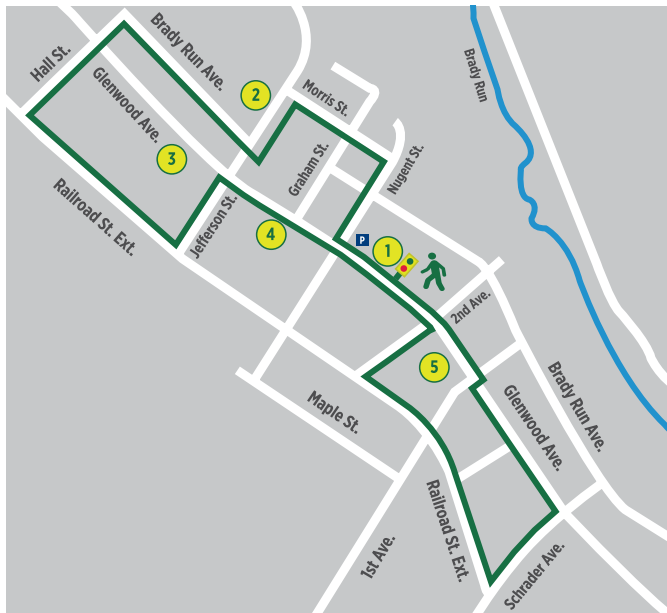 Hall St.
Brady Run Ave.
Glenwood Ave.
2
3
Morris St.
Graham St.
Nugent St.
Brady Run
Railroad St. Ext.
Jefferson St.
4
P
1
2nd Ave.
5
Maple St.
Glenwood Ave.
Brady Run Ave.
Railroad St. Ext.
1st Ave.
Schrader Ave.